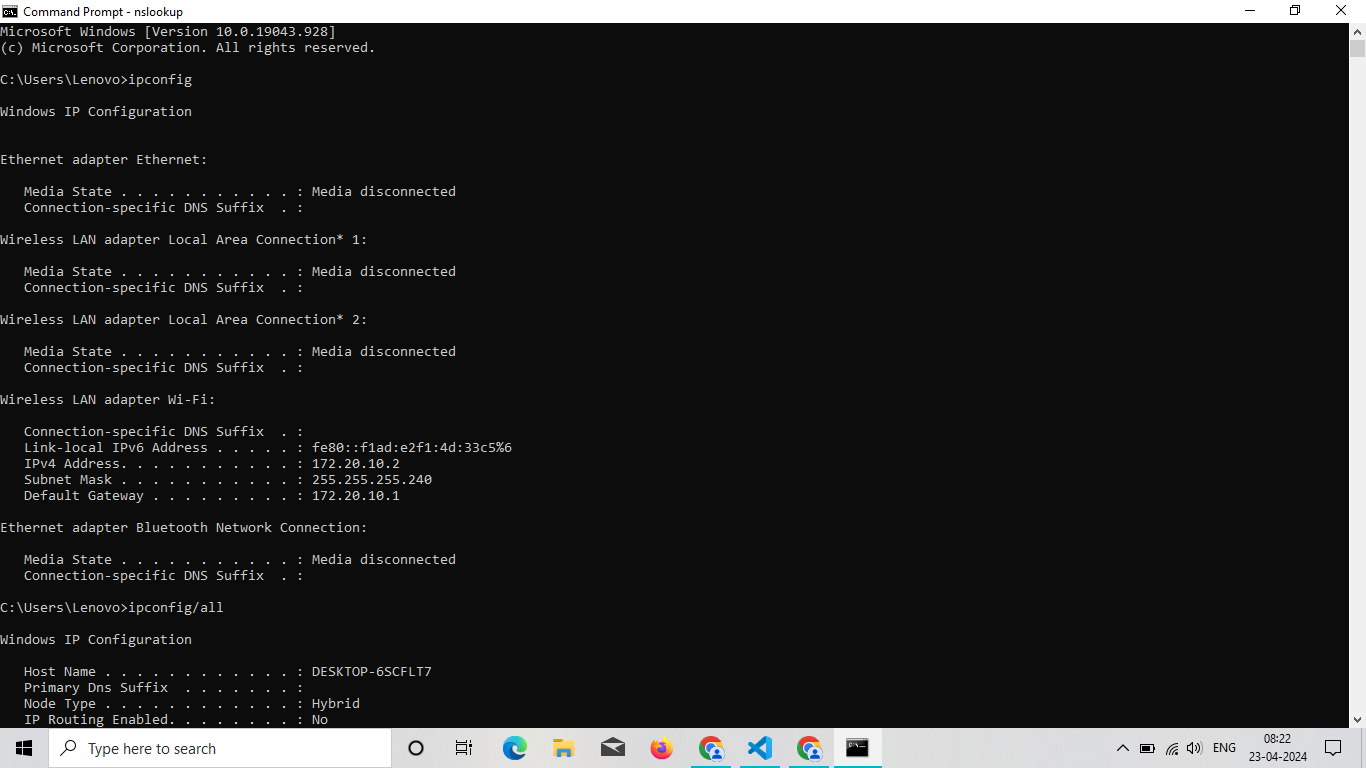 Command Prompt - nslookup
Microsoft Windows [Version 10.0.19043.928]
(c) Microsoft Corporation. All rights reserved.
C:\Users\Lenovo>ipconfig
Windows IP Configuration
Ethernet adapter Ethernet:
Media State . . . . . . . . . . . : Media disconnected
Connection-specific DNS Suffix  . :
Wireless LAN adapter Local Area Connection* 1:
Media State . . . . . . . . . . . : Media disconnected
Connection-specific DNS Suffix  . :
Wireless LAN adapter Local Area Connection* 2:
Media State . . . . . . . . . . . : Media disconnected
Connection-specific DNS Suffix  . :
Wireless LAN adapter Wi-Fi:
Connection-specific DNS Suffix  . :
Link-local IPv6 Address . . . . . : fe80::f1ad:e2f1:4d:33c5%6
IPv4 Address. . . . . . . . . . . : 172.20.10.2
Subnet Mask . . . . . . . . . . . : 255.255.255.240
Default Gateway . . . . . . . . . : 172.20.10.1
Ethernet adapter Bluetooth Network Connection:
Media State . . . . . . . . . . . : Media disconnected
Connection-specific DNS Suffix  . :
C:\Users\Lenovo>ipconfig/all
Windows IP Configuration
Host Name . . . . . . . . . . . . : DESKTOP-6SCFLT7
Primary Dns Suffix  . . . . . . . :
Node Type . . . . . . . . . . . . : Hybrid
IP Routing Enabled. . . . . . . . : No
Type here to search
ENG
08:22
23-04-2024